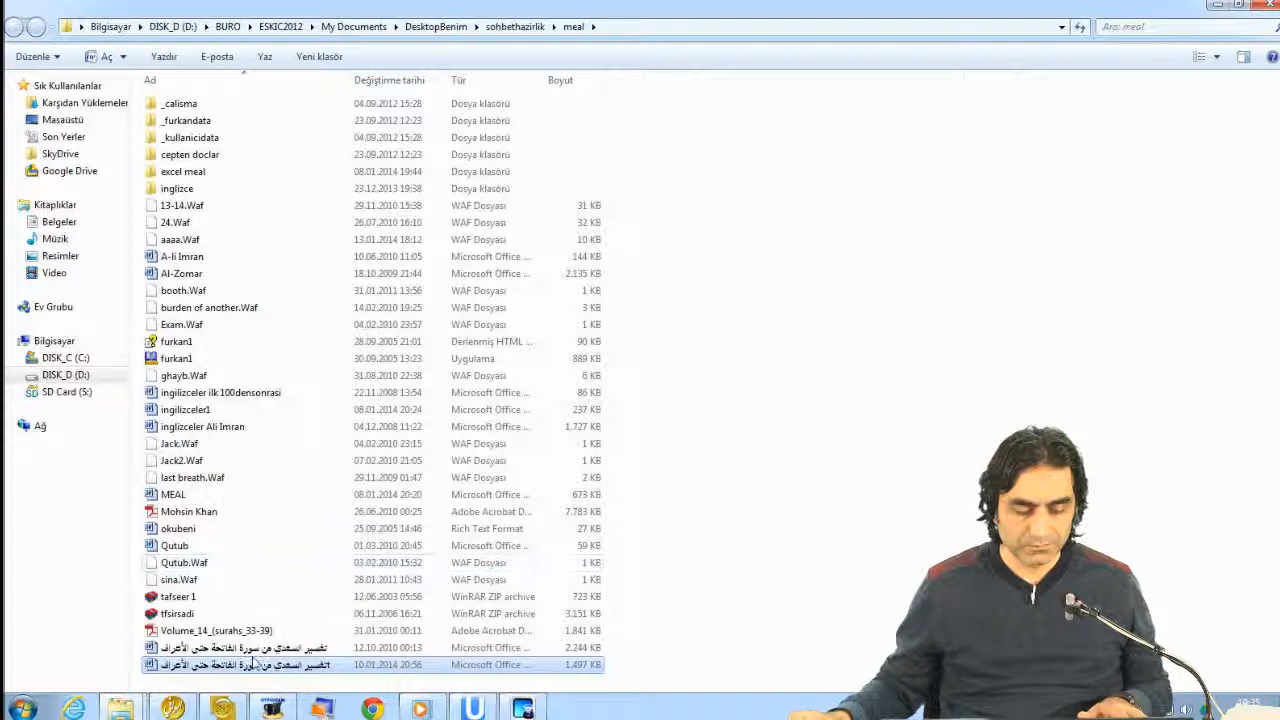 Bilgisayar ▸ DISK_D (D:) ▸ BURO ▸ ESKIC2012 ▸ My Documents ▸ DesktopBenim ▸ sohbethazirlik ▸ meal ▸ Ara: meal
Düzenle Aç Yazdır E-posta Yaz Yeni klasör
Sık Kullanılanlar
Karşıdan Yüklemeler
Masaüstü
Son Yerler
SkyDrive
Google Drive
Kitaplıklar
Belgeler
Müzik
Resimler
Video
Ev Grubu
Bilgisayar
DISK_C (C:)
DISK_D (D:)
SD Card (S:)
Ağ
Ad Değiştirme tarihi Tür Boyut
_calisma 04.09.2012 15:28 Dosya klasörü
_furkandata 23.09.2012 12:23 Dosya klasörü
_kullanicidata 04.09.2012 15:28 Dosya klasörü
cepten doclar 23.09.2012 12:23 Dosya klasörü
excel meal 08.01.2014 19:44 Dosya klasörü
inglizce 23.12.2013 19:38 Dosya klasörü
13-14.Waf 29.11.2010 15:38 WAF Dosyası 31 KB
24.Waf 26.07.2010 16:10 WAF Dosyası 32 KB
aaaa.Waf 13.01.2014 18:12 WAF Dosyası 10 KB
A-li Imran 10.06.2010 11:05 Microsoft Office ... 144 KB
Al-Zomar 18.10.2009 21:44 Microsoft Office ... 2.135 KB
booth.Waf 31.01.2011 13:56 WAF Dosyası 1 KB
burden of another.Waf 14.02.2010 19:25 WAF Dosyası 3 KB
Exam.Waf 04.02.2010 23:57 WAF Dosyası 1 KB
furkan1 28.09.2005 21:01 Derlenmiş HTML ... 90 KB
furkan1 30.09.2005 13:23 Uygulama 889 KB
ghayb.Waf 31.08.2010 22:38 WAF Dosyası 6 KB
ingilizceler ilk 100densonrasi 22.11.2008 13:54 Microsoft Office ... 86 KB
ingilizceler1 08.01.2014 20:24 Microsoft Office ... 237 KB
inglizceler Ali Imran 04.12.2008 11:22 Microsoft Office ... 1.727 KB
Jack.Waf 04.02.2010 23:15 WAF Dosyası 1 KB
Jack2.Waf 07.02.2010 21:05 WAF Dosyası 1 KB
last breath.Waf 29.11.2009 01:47 WAF Dosyası 2 KB
MEAL 08.01.2014 20:20 Microsoft Office ... 673 KB
Mohsin Khan 26.06.2010 00:25 Adobe Acrobat D... 7.783 KB
okubeni 25.09.2005 14:46 Rich Text Format 27 KB
Qutub 01.03.2010 20:45 Microsoft Office ... 59 KB
Qutub.Waf 03.02.2010 15:32 WAF Dosyası 1 KB
sina.Waf 28.01.2011 10:43 WAF Dosyası 1 KB
tafseer 1 12.06.2003 05:56 WinRAR ZIP archive 723 KB
tfsirsadi 06.11.2006 16:21 WinRAR ZIP archive 3.151 KB
Volume_14_(surahs_33-39) 31.01.2010 00:11 Adobe Acrobat D... 1.841 KB
تفسير السعدي من سورة الفاتحة حتى الأعراف 12.10.2010 00:13 Microsoft Office ... 2.244 KB
تفسير السعدي من سورة الفاتحة حتى الأعراف1 10.01.2014 20:56 Microsoft Office ... 1.497 KB